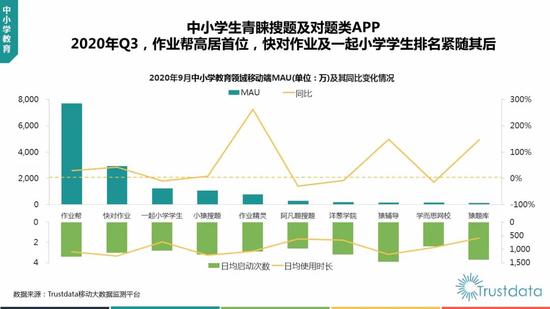 中小学教育
中小学生青睐搜题及对题类APP
2020年Q3，作业帮高居首位，快对作业及一起小学学生排名紧随其后
2020年9月中小学教育领域移动端MAU(单位：万)及其同比变化情况
MAU 同比
8,000 300%
6,000 200%
4,000 100%
2,000 0%
0 -100%
作业帮 快对作业 一起小学学生 小猿搜题 作业精灵 阿凡题搜题 洋葱学院 猿辅导 学而思网校 猿题库
0 0
2 500
1,000
4 1,500
日均启动次数 日均使用时长
数据来源：Trustdata移动大数据监测平台
Trustdata